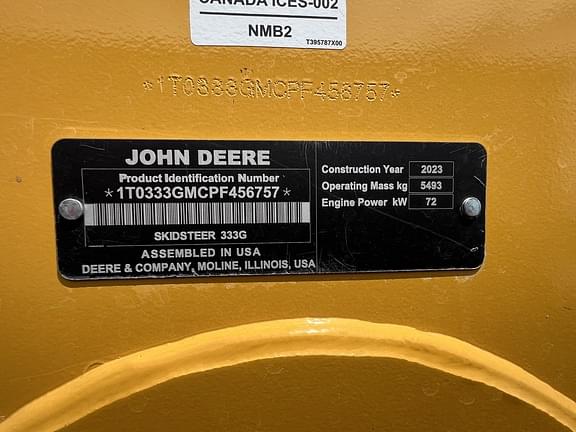 CANADA ICES-002
NMB2
T395787X00
*1T0333GMCPF456757*
JOHN DEERE
Product Identification Number
*1T0333GMCPF456757*
SKIDSTEER 333G
ASSEMBLED IN USA
DEERE & COMPANY, MOLINE, ILLINOIS, USA
Construction Year 2023
Operating Mass kg 5493
Engine Power kW 72